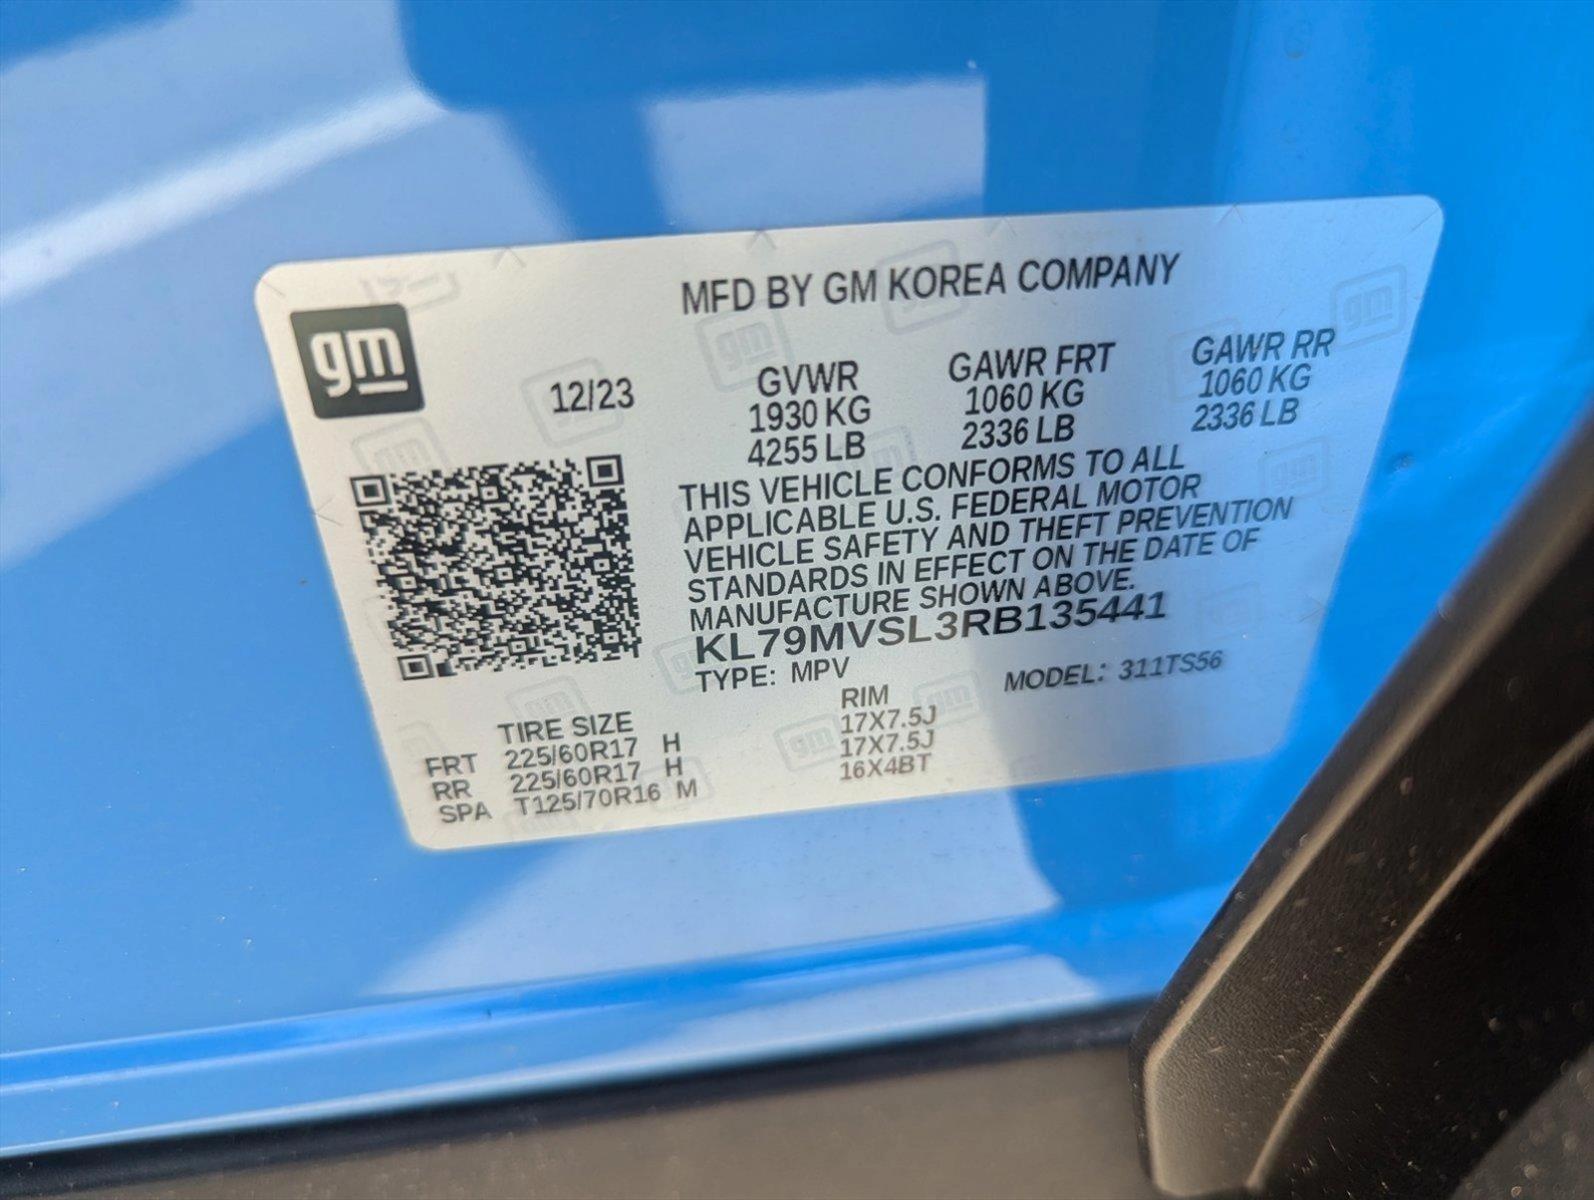 gm
MFD BY GM KOREA COMPANY
12/23
GVWR GAWR FRT GAWR RR
1930 KG 1060 KG 1060 KG
4255 LB 2336 LB 2336 LB
THIS VEHICLE CONFORMS TO ALL
APPLICABLE U.S. FEDERAL MOTOR
VEHICLE SAFETY AND THEFT PREVENTION
STANDARDS IN EFFECT ON THE DATE OF
MANUFACTURE SHOWN ABOVE.
KL79MVSL3RB135441
TYPE: MPV MODEL: 311TS56
TIRE SIZE RIM
FRT 225/60R17 H 17X7.5J
RR 225/60R17 H 17X7.5J
SPA T125/70R16 M 16X4BT